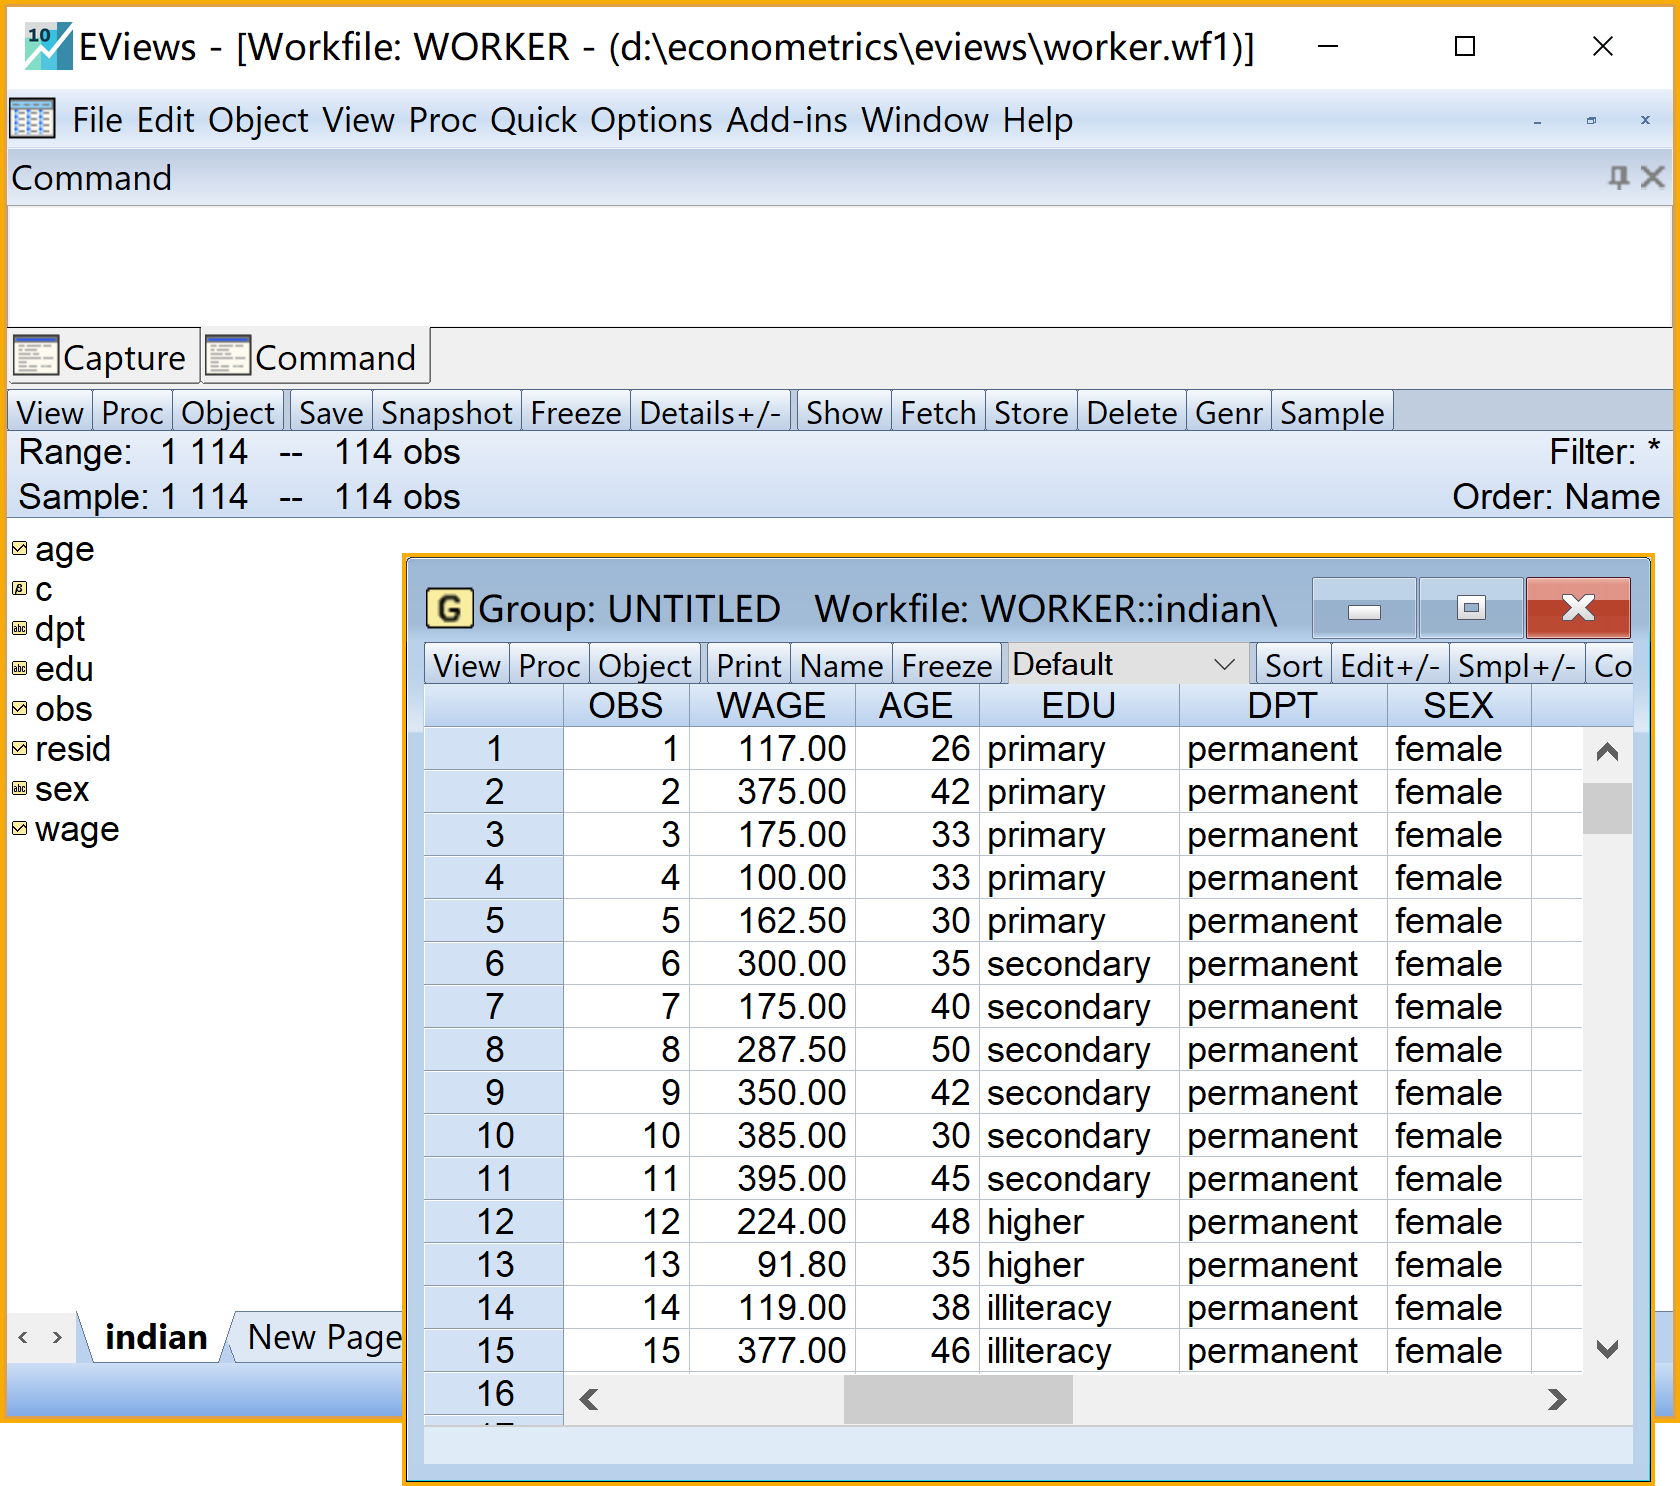 10 EViews - [Workfile: WORKER - (d:\econometrics\eviews\worker.wf1)]
File Edit Object View Proc Quick Options Add-ins Window Help
Command
Capture Command
View Proc Object Save Snapshot Freeze Details+/- Show Fetch Store Delete Genr Sample
Range: 1 114 -- 114 obs Filter: *
Sample: 1 114 -- 114 obs Order: Name
age
β c
abc dpt
abc edu
obs
resid
abc sex
wage
indian New Page
G Group: UNTITLED Workfile: WORKER::indian\
View Proc Object Print Name Freeze Default Sort Edit+/- Smpl+/- Co
OBS WAGE AGE EDU DPT SEX
1 1 117.00 26 primary permanent female
2 2 375.00 42 primary permanent female
3 3 175.00 33 primary permanent female
4 4 100.00 33 primary permanent female
5 5 162.50 30 primary permanent female
6 6 300.00 35 secondary permanent female
7 7 175.00 40 secondary permanent female
8 8 287.50 50 secondary permanent female
9 9 350.00 42 secondary permanent female
10 10 385.00 30 secondary permanent female
11 11 395.00 45 secondary permanent female
12 12 224.00 48 higher permanent female
13 13 91.80 35 higher permanent female
14 14 119.00 38 illiteracy permanent female
15 15 377.00 46 illiteracy permanent female
16